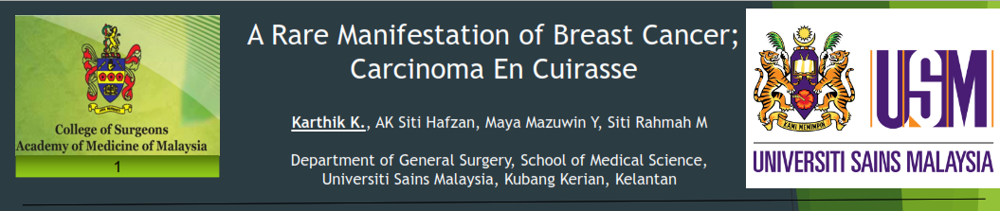 College of Surgeons
Academy of Medicine of Malaysia
1
A Rare Manifestation of Breast Cancer;
Carcinoma En Cuirasse
Karthik K., AK Siti Hafzan, Maya Mazuwin Y, Siti Rahmah M
Department of General Surgery, School of Medical Science,
Universiti Sains Malaysia, Kubang Kerian, Kelantan
KAMI MEMIMPIN
USM
UNIVERSITI SAINS MALAYSIA